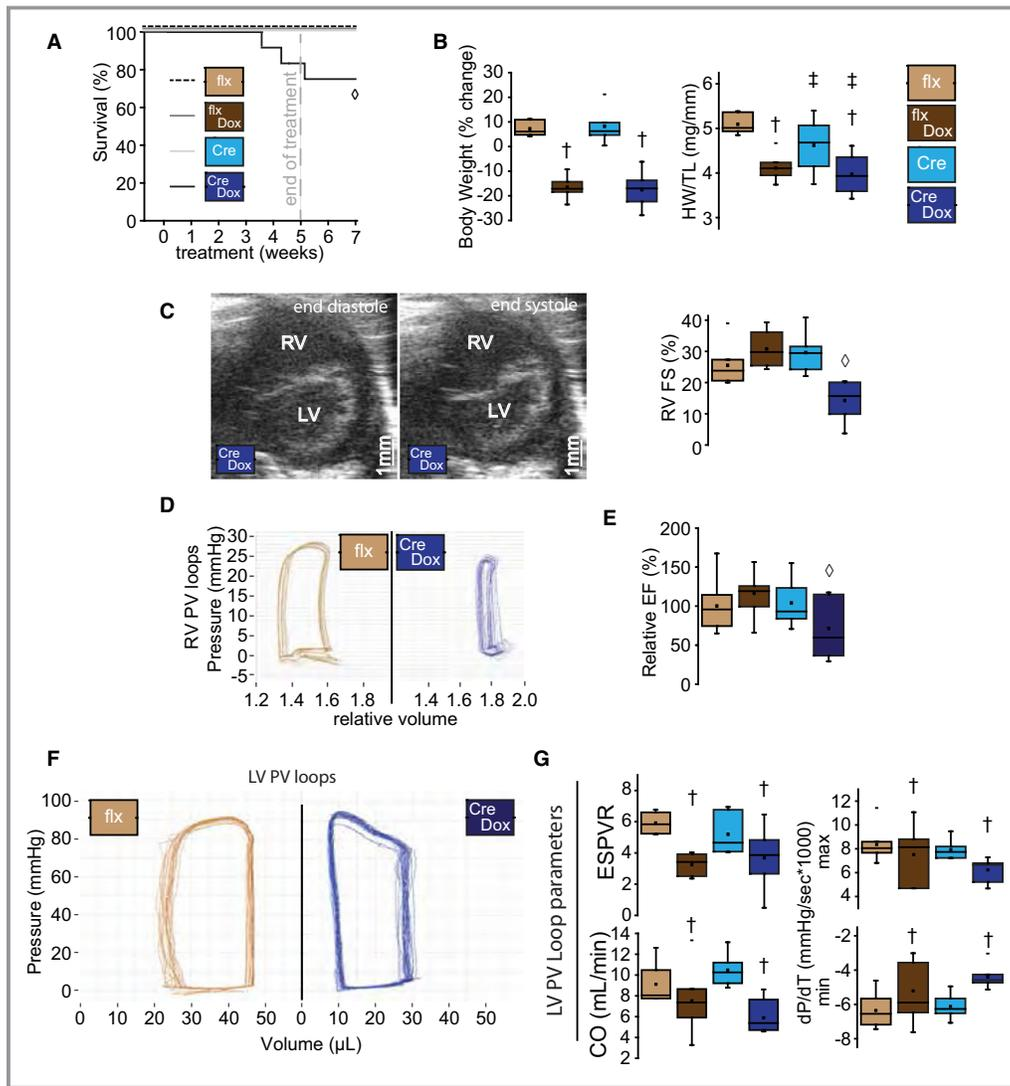 A
Survival (%)
100
80
60
40
20
0
flx
flx
Dox
Cre
Cre
Dox
end of treatment
◊
0 1 2 3 4 5 6 7
treatment (weeks)
B
Body Weight (% change)
30
20
10
0
-10
-20
-30
†
†
HW/TL (mg/mm)
6
5
4
3
†
‡
‡
†
flx
flx
Dox
Cre
Cre
Dox
C
end diastole
RV
LV
Cre
Dox
1mm
end systole
RV
LV
Cre
Dox
1mm
RV FS (%)
40
30
20
10
0
◊
D
RV PV loops
Pressure (mmHg)
30
25
20
15
10
5
0
-5
flx
Cre
Dox
1.2 1.4 1.6 1.8 1.4 1.6 1.8 2.0
relative volume
E
Relative EF (%)
200
150
100
50
0
◊
F
LV PV loops
flx
Cre
Dox
Pressure (mmHg)
100
80
60
40
20
0
0 10 20 30 40 50 0 10 20 30 40 50
Volume (µL)
G
LV PV Loop parameters
ESPVR
8
6
4
2
0
†
†
dP/dT (mmHg/sec*1000)
max
12
10
8
6
4
†
†
CO (mL/min)
14
12
10
8
6
4
2
†
†
min
-2
-4
-6
-8
†
†